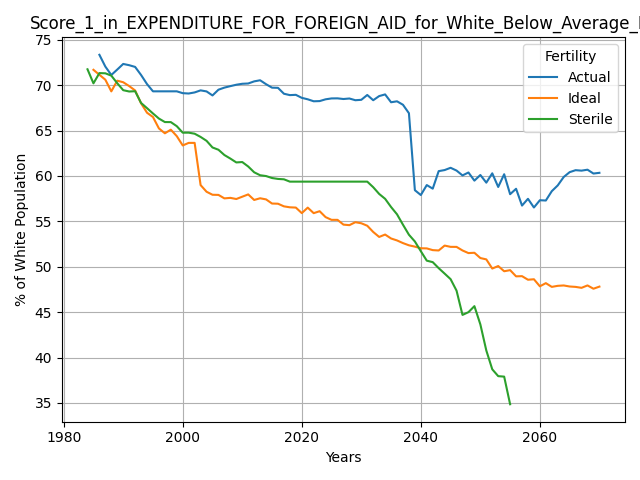 Score_1_in_EXPENDITURE_FOR_FOREIGN_AID_for_White_Below_Average_
75
70
65
60
55
50
45
40
35
% of White Population
Fertility
Actual
Ideal
Sterile
1980
2000
2020
2040
2060
Years